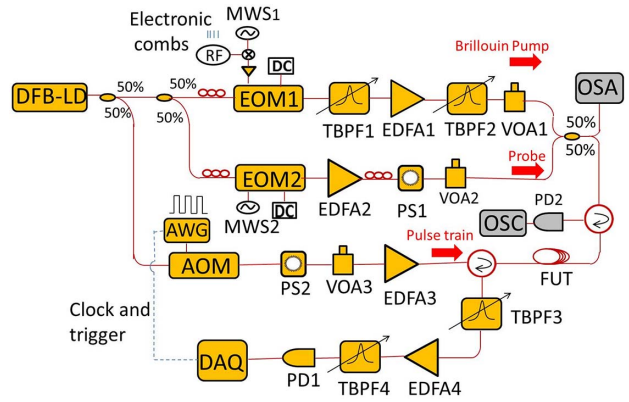 Electronic
combs
MWS1
RF
DC
Brillouin Pump
DFB-LD
50%
50%
50%
50%
EOM1
TBPF1
EDFA1
TBPF2
VOA1
OSA
50%
50%
Probe
EOM2
MWS2
DC
EDFA2
PS1
VOA2
PD2
OSC
AWG
AOM
PS2
VOA3
EDFA3
Pulse train
FUT
Clock and
trigger
TBPF3
DAQ
PD1
TBPF4
EDFA4